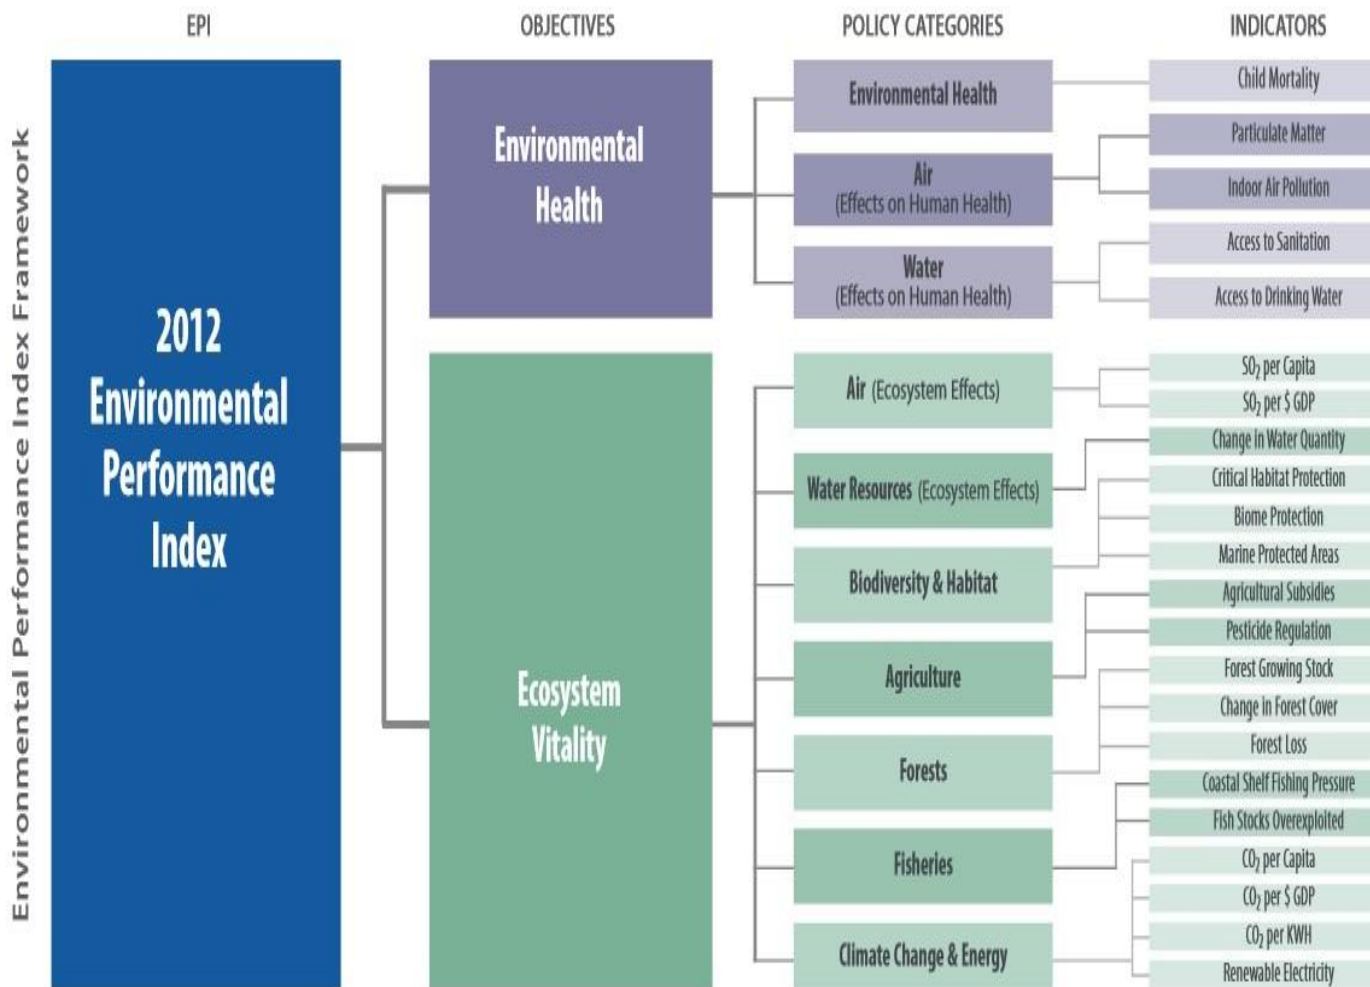 EPI
OBJECTIVES
POLICY CATEGORIES
INDICATORS
Environmental Performance Index Framework
2012
Environmental
Performance
Index
Environmental
Health
Ecosystem
Vitality
Environmental Health
Air
(Effects on Human Health)
Water
(Effects on Human Health)
Air (Ecosystem Effects)
Water Resources (Ecosystem Effects)
Biodiversity & Habitat
Agriculture
Forests
Fisheries
Climate Change & Energy
Child Mortality
Particulate Matter
Indoor Air Pollution
Access to Sanitation
Access to Drinking Water
SO₂ per Capita
SO₂ per $ GDP
Change in Water Quantity
Critical Habitat Protection
Biome Protection
Marine Protected Areas
Agricultural Subsidies
Pesticide Regulation
Forest Growing Stock
Change in Forest Cover
Forest Loss
Coastal Shelf Fishing Pressure
Fish Stocks Overexploited
CO₂ per Capita
CO₂ per $ GDP
CO₂ per KWH
Renewable Electricity